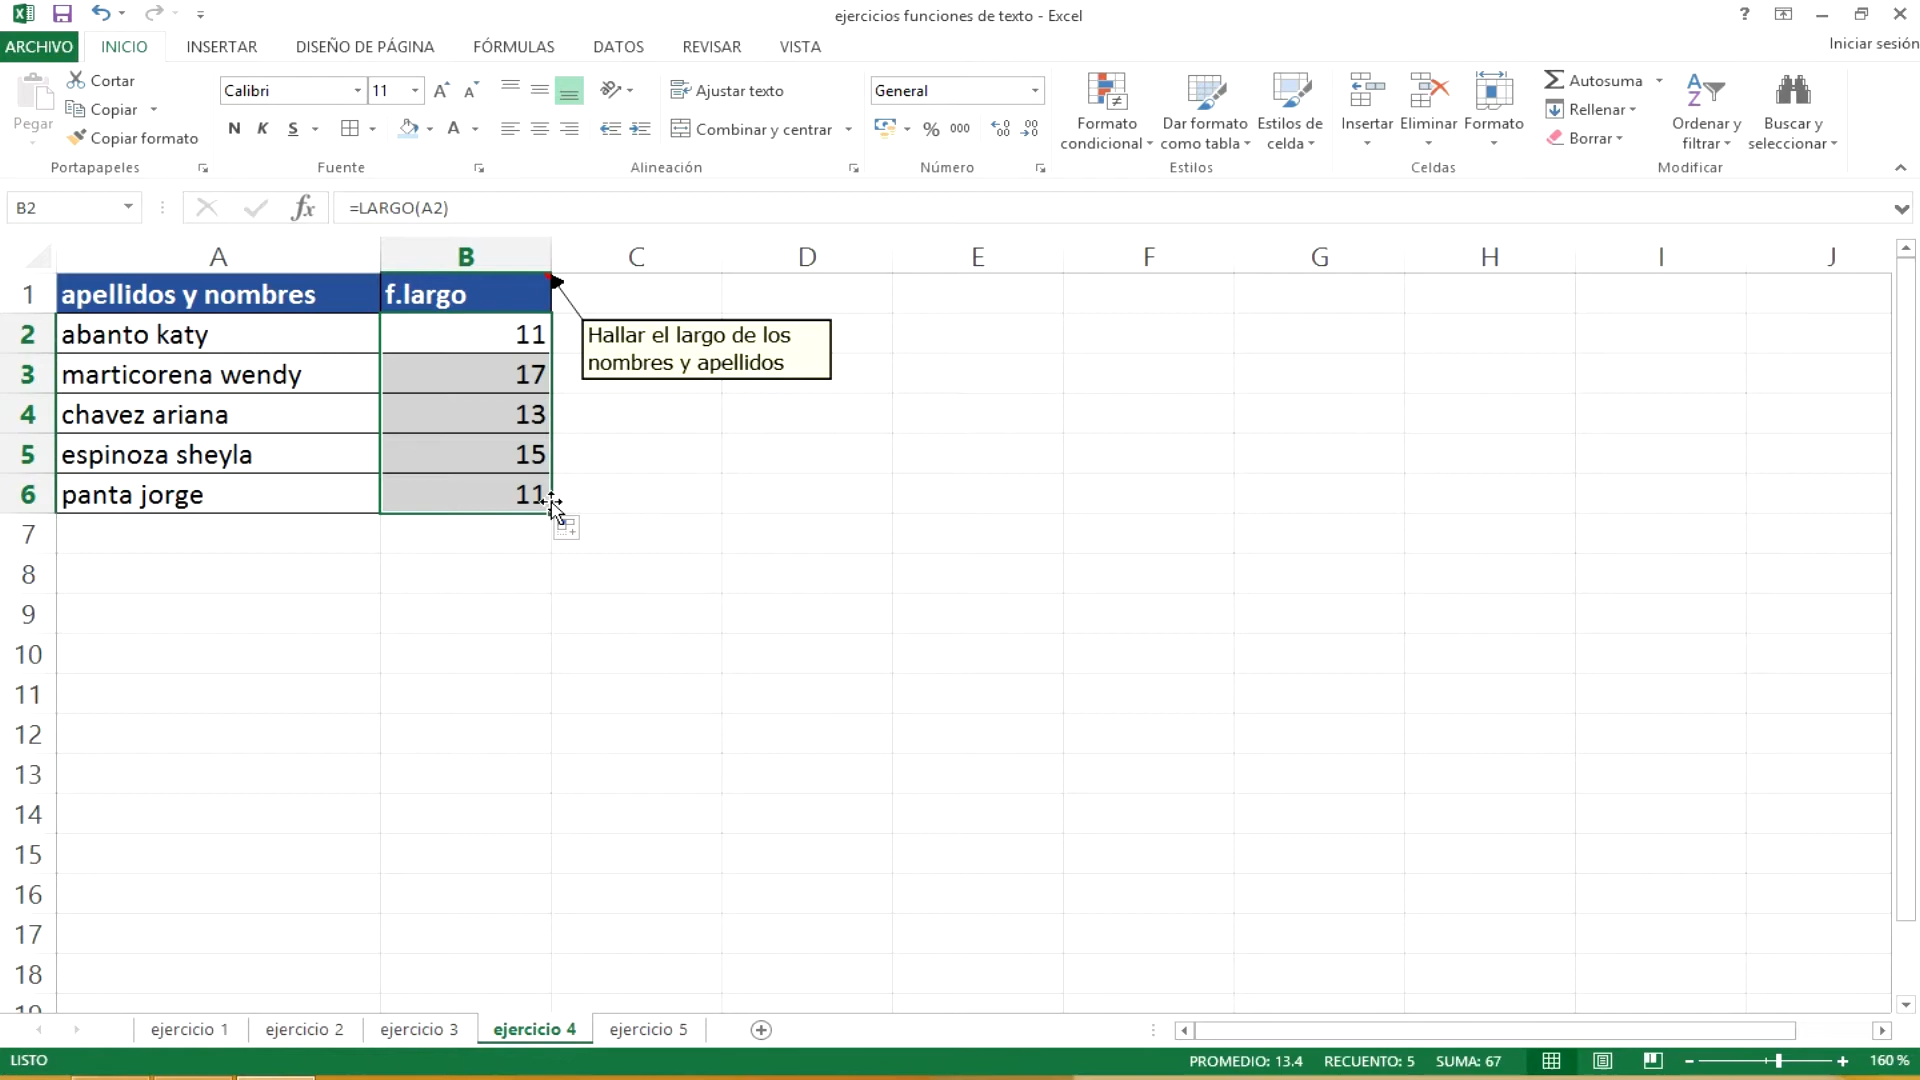 ejercicios funciones de texto - Excel
ARCHIVO INICIO INSERTAR DISEÑO DE PÁGINA FÓRMULAS DATOS REVISAR VISTA
Iniciar sesión
Pegar
Cortar
Copiar
Copiar formato
Portapapeles
Calibri 11
N K S
Fuente
Ajustar texto
Combinar y centrar
Alineación
General
% 000
Número
Formato condicional
Dar formato como tabla
Estilos de celda
Estilos
Insertar Eliminar Formato
Celdas
Autosuma
Rellenar
Borrar
Ordenar y filtrar
Buscar y seleccionar
Modificar
B2 fx =LARGO(A2)
A B C D E F G H I J
1 apellidos y nombres f.largo
2 abanto katy 11
3 marticorena wendy 17
4 chavez ariana 13
5 espinoza sheyla 15
6 panta jorge 11
Hallar el largo de los
nombres y apellidos
7
8
9
10
11
12
13
14
15
16
17
18
19
ejercicio 1 ejercicio 2 ejercicio 3 ejercicio 4 ejercicio 5
LISTO PROMEDIO: 13.4 RECUENTO: 5 SUMA: 67 160 %